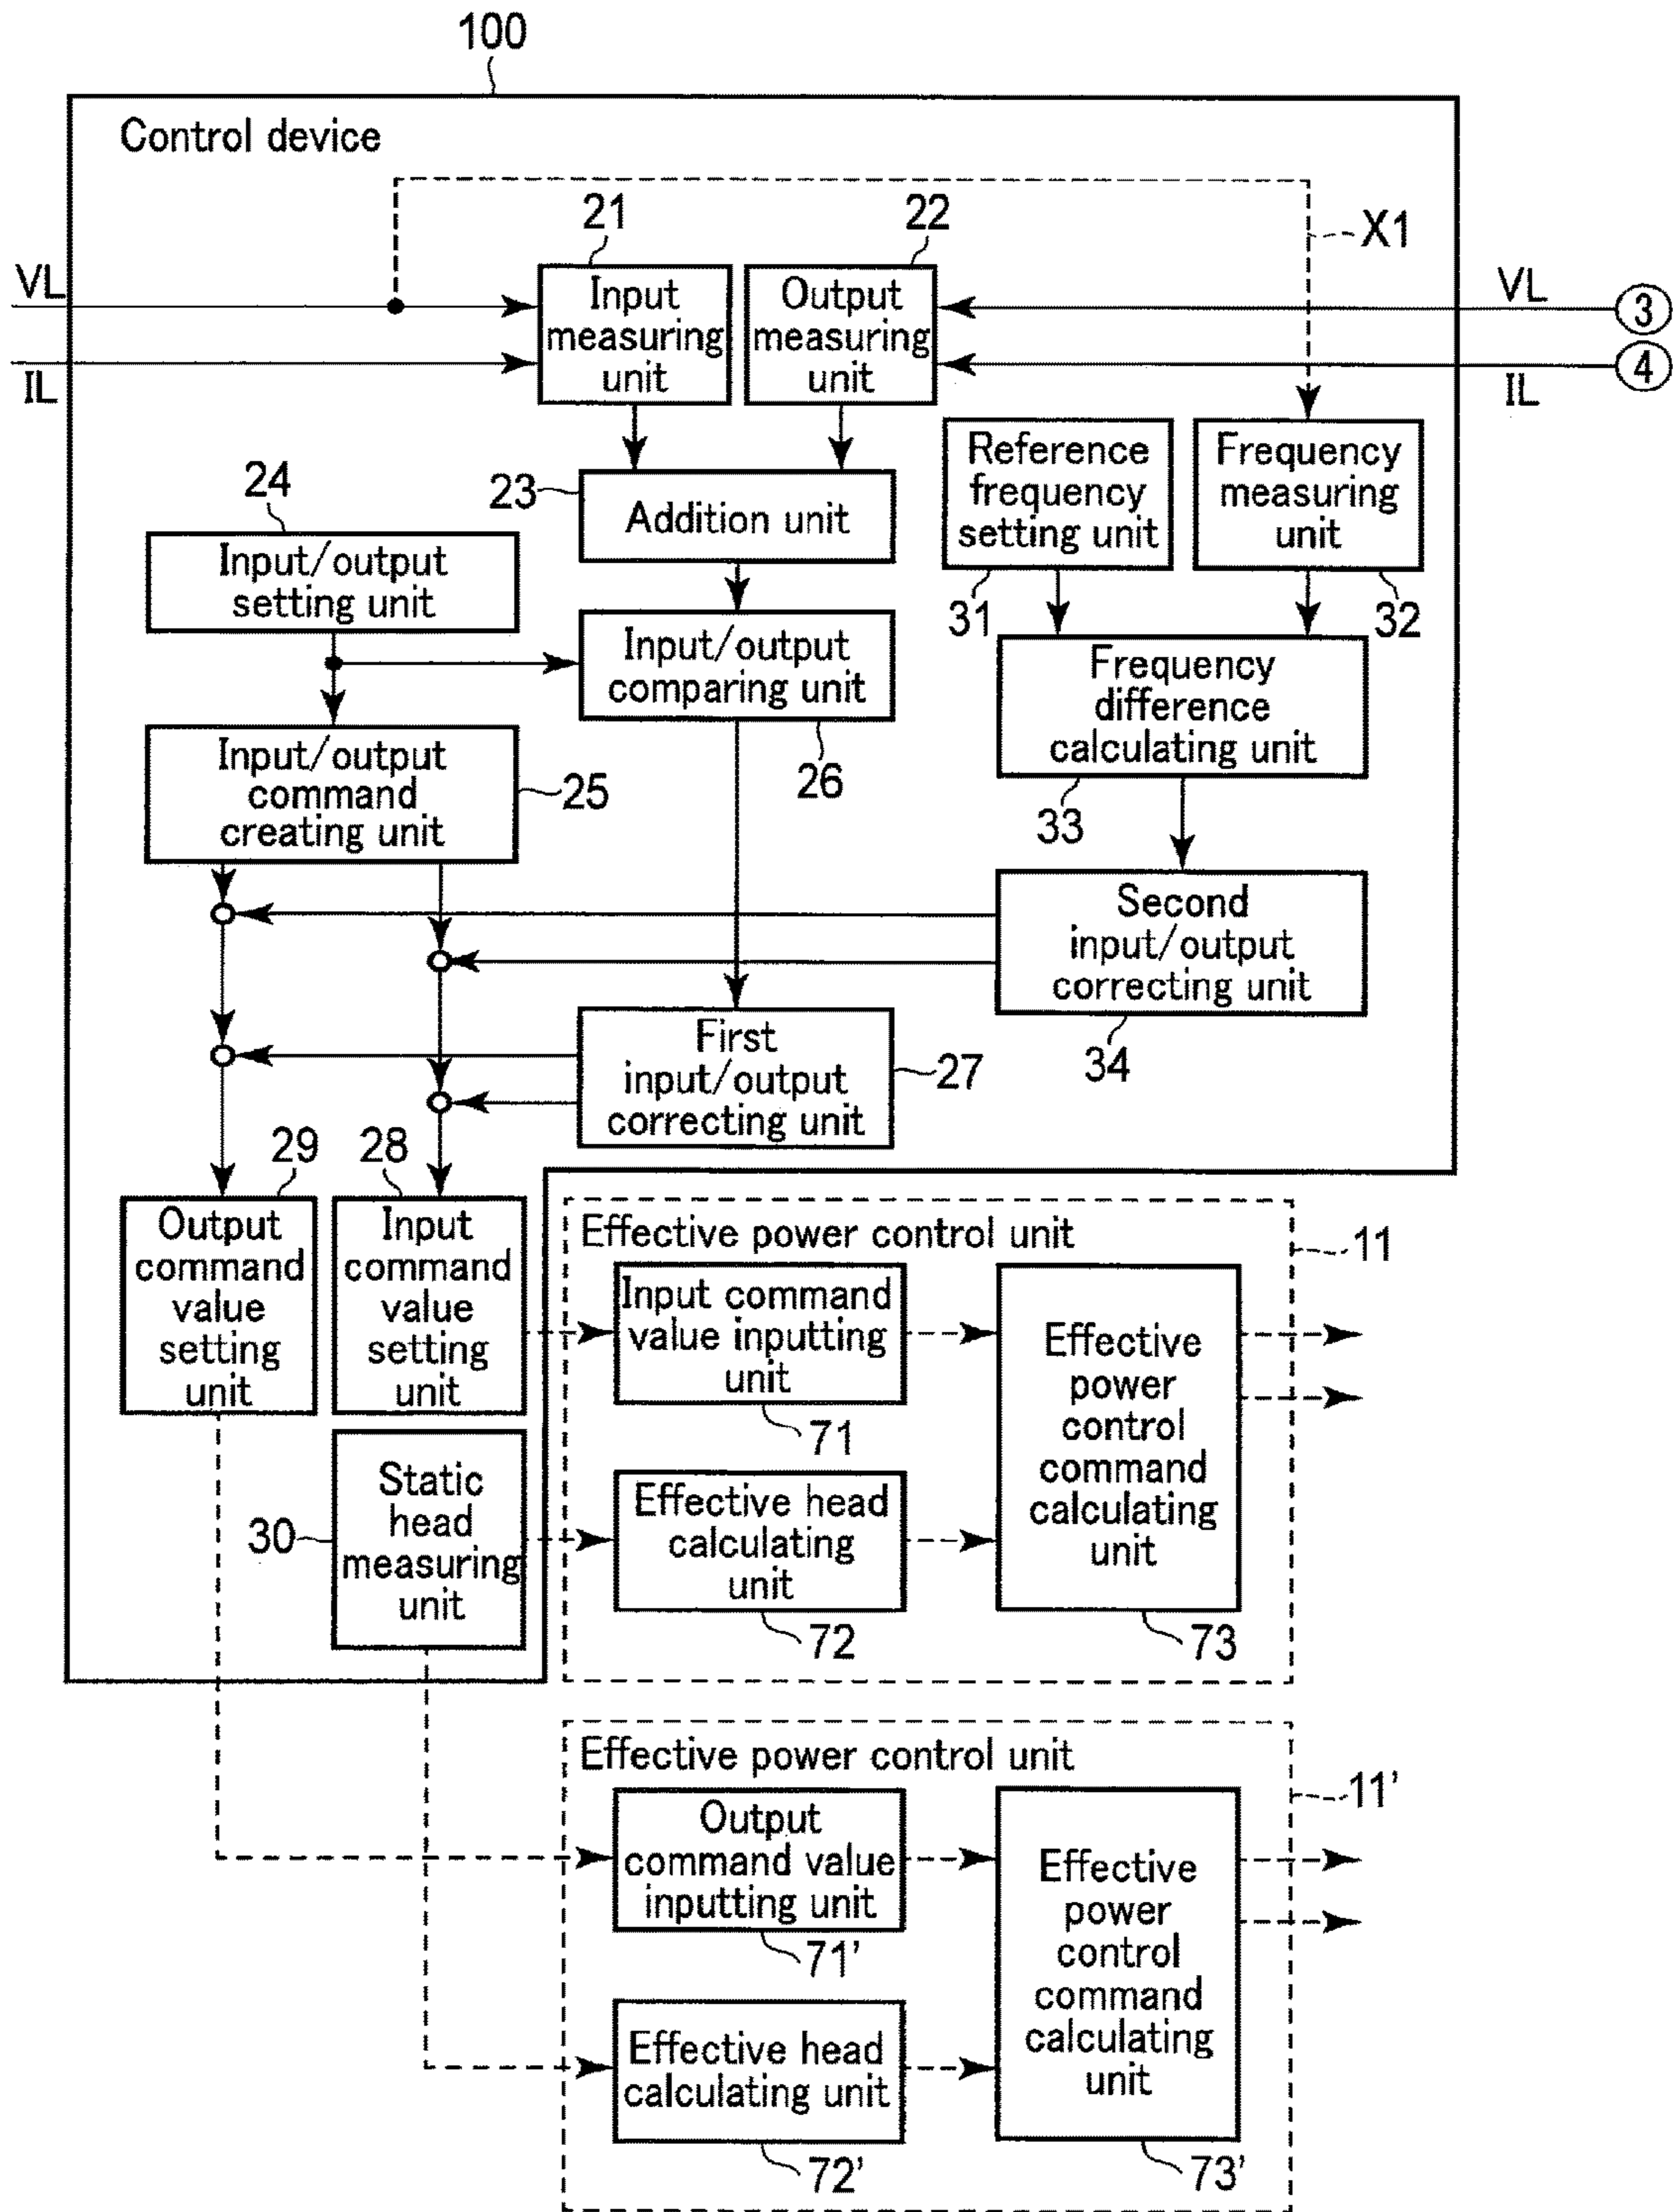 100
Control device
21
22
X1
VL
Input
measuring
unit
Output
measuring
unit
VL
3
IL
4
IL
24
23
Addition unit
Reference
frequency
setting unit
Frequency
measuring
unit
Input/output
setting unit
31
32
Input/output
comparing unit
Frequency
difference
calculating unit
Input/output
command
creating unit
25
26
33
Second
input/output
correcting unit
34
First
input/output
correcting unit
27
29
28
Output
command
value
setting
unit
Input
command
value
setting
unit
Effective power control unit
11
Input command
value inputting
unit
71
Effective
power
control
command
calculating
unit
30
Static
head
measuring
unit
Effective head
calculating
unit
72
73
Effective power control unit
11'
Output
command value
inputting unit
71'
Effective
power
control
command
calculating
unit
Effective head
calculating unit
72'
73'